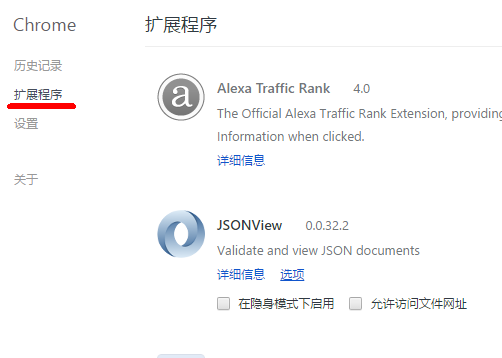 Chrome
历史记录
扩展程序
设置
关于
扩展程序
Alexa Traffic Rank 4.0
The Official Alexa Traffic Rank Extension, providing
Information when clicked.
详细信息
JSONView 0.0.32.2
Validate and view JSON documents
详细信息 选项
在隐身模式下启用 允许访问文件网址